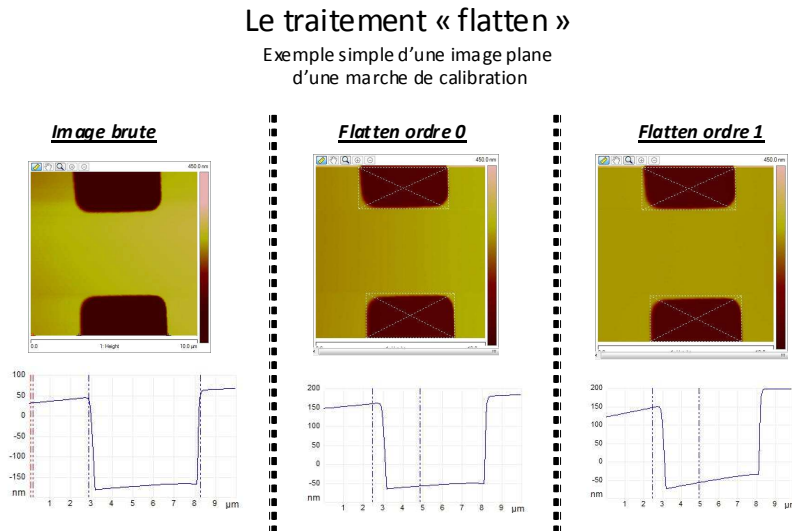 Le traitement « flatten »
Exemple simple d'une image plane
d'une marche de calibration
Image brute
Flatten ordre 0
Flatten ordre 1
450.0 nm
450.0 nm
450.0 nm
0.0 1: Height 10.0 µm
100
50
0
-50
-100
-150
nm
1 2 3 4 5 6 7 8 9 µm
200
150
100
50
0
-50
nm
1 2 3 4 5 6 7 8 9 µm
200
150
100
50
0
-50
nm
1 2 3 4 5 6 7 8 9 µm